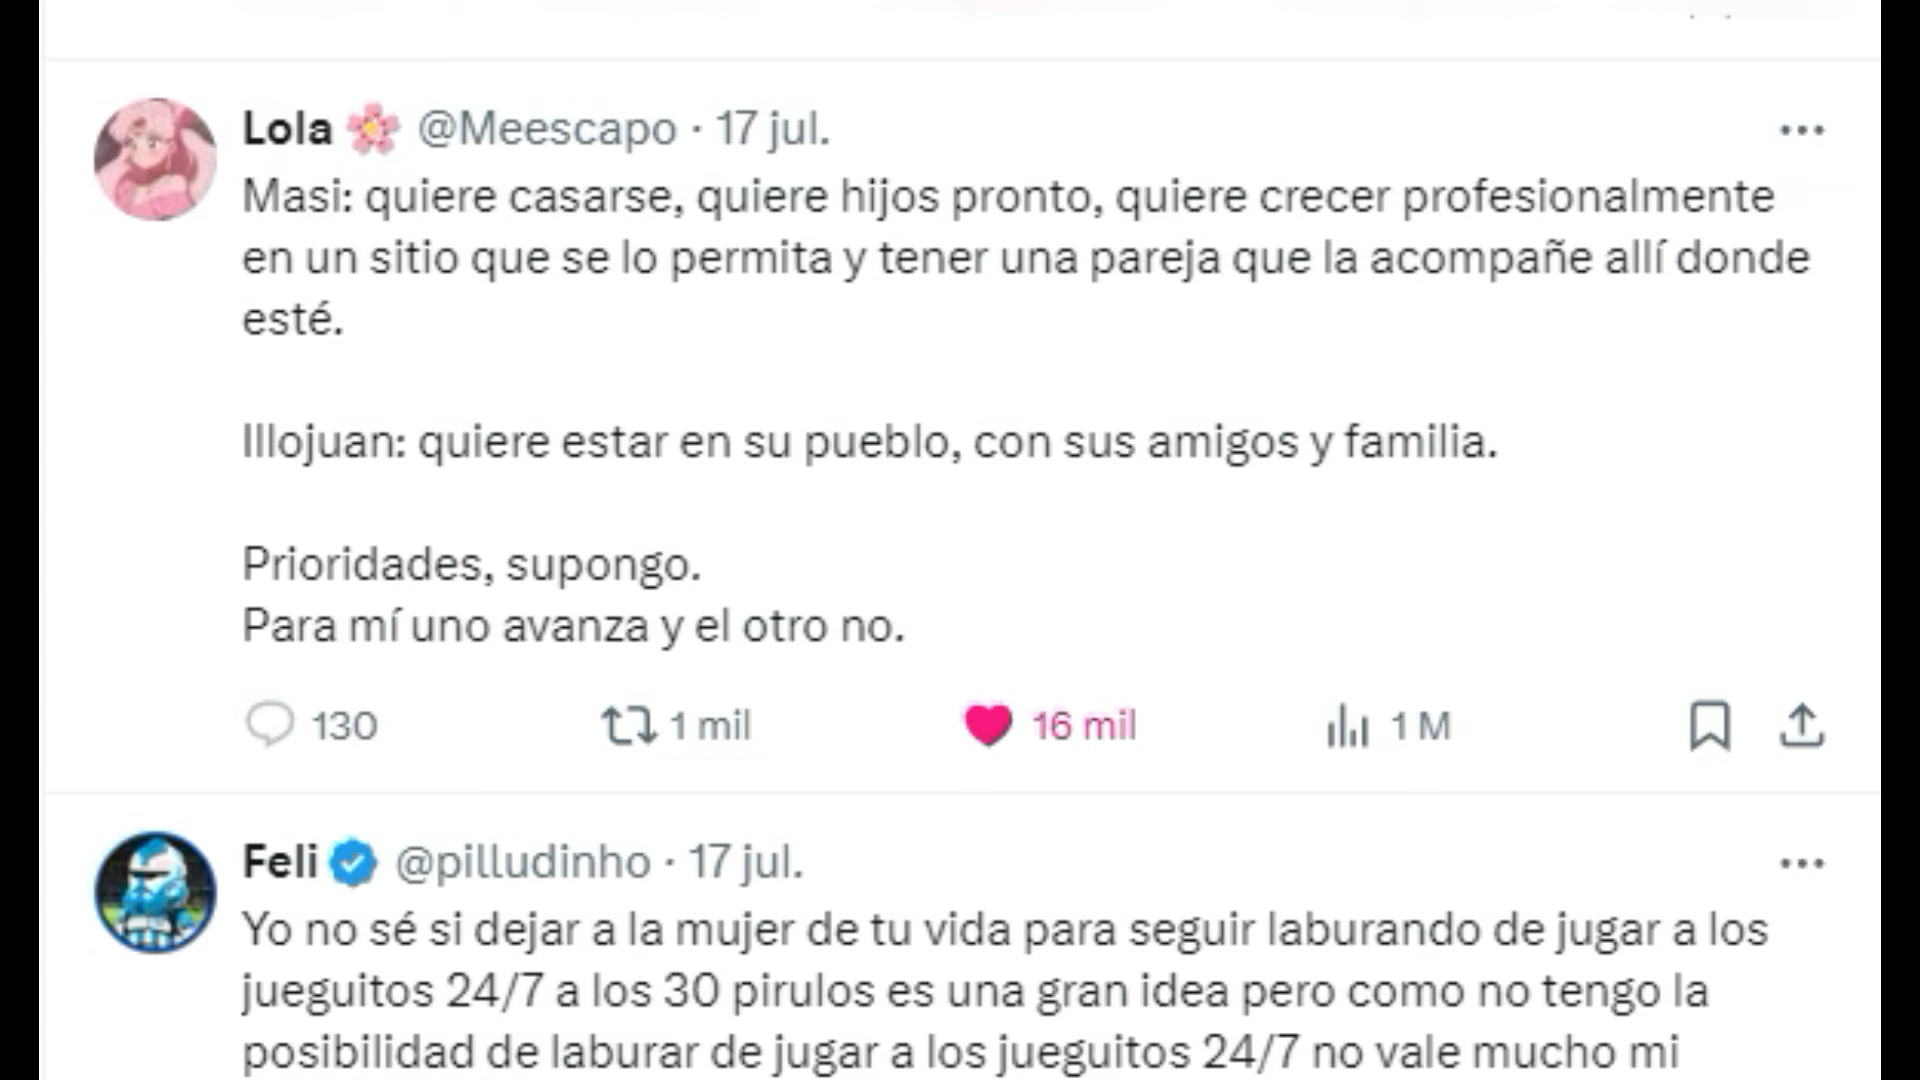 Lola 🌸 @Meescapo · 17 jul.
Masi: quiere casarse, quiere hijos pronto, quiere crecer profesionalmente
en un sitio que se lo permita y tener una pareja que la acompañe allí donde
esté.
Illojuan: quiere estar en su pueblo, con sus amigos y familia.
Prioridades, supongo.
Para mí uno avanza y el otro no.
130 1 mil 16 mil 1 M
Feli @pilludinho · 17 jul.
Yo no sé si dejar a la mujer de tu vida para seguir laburando de jugar a los
jueguitos 24/7 a los 30 pirulos es una gran idea pero como no tengo la
posibilidad de laburar de jugar a los jueguitos 24/7 no vale mucho mi